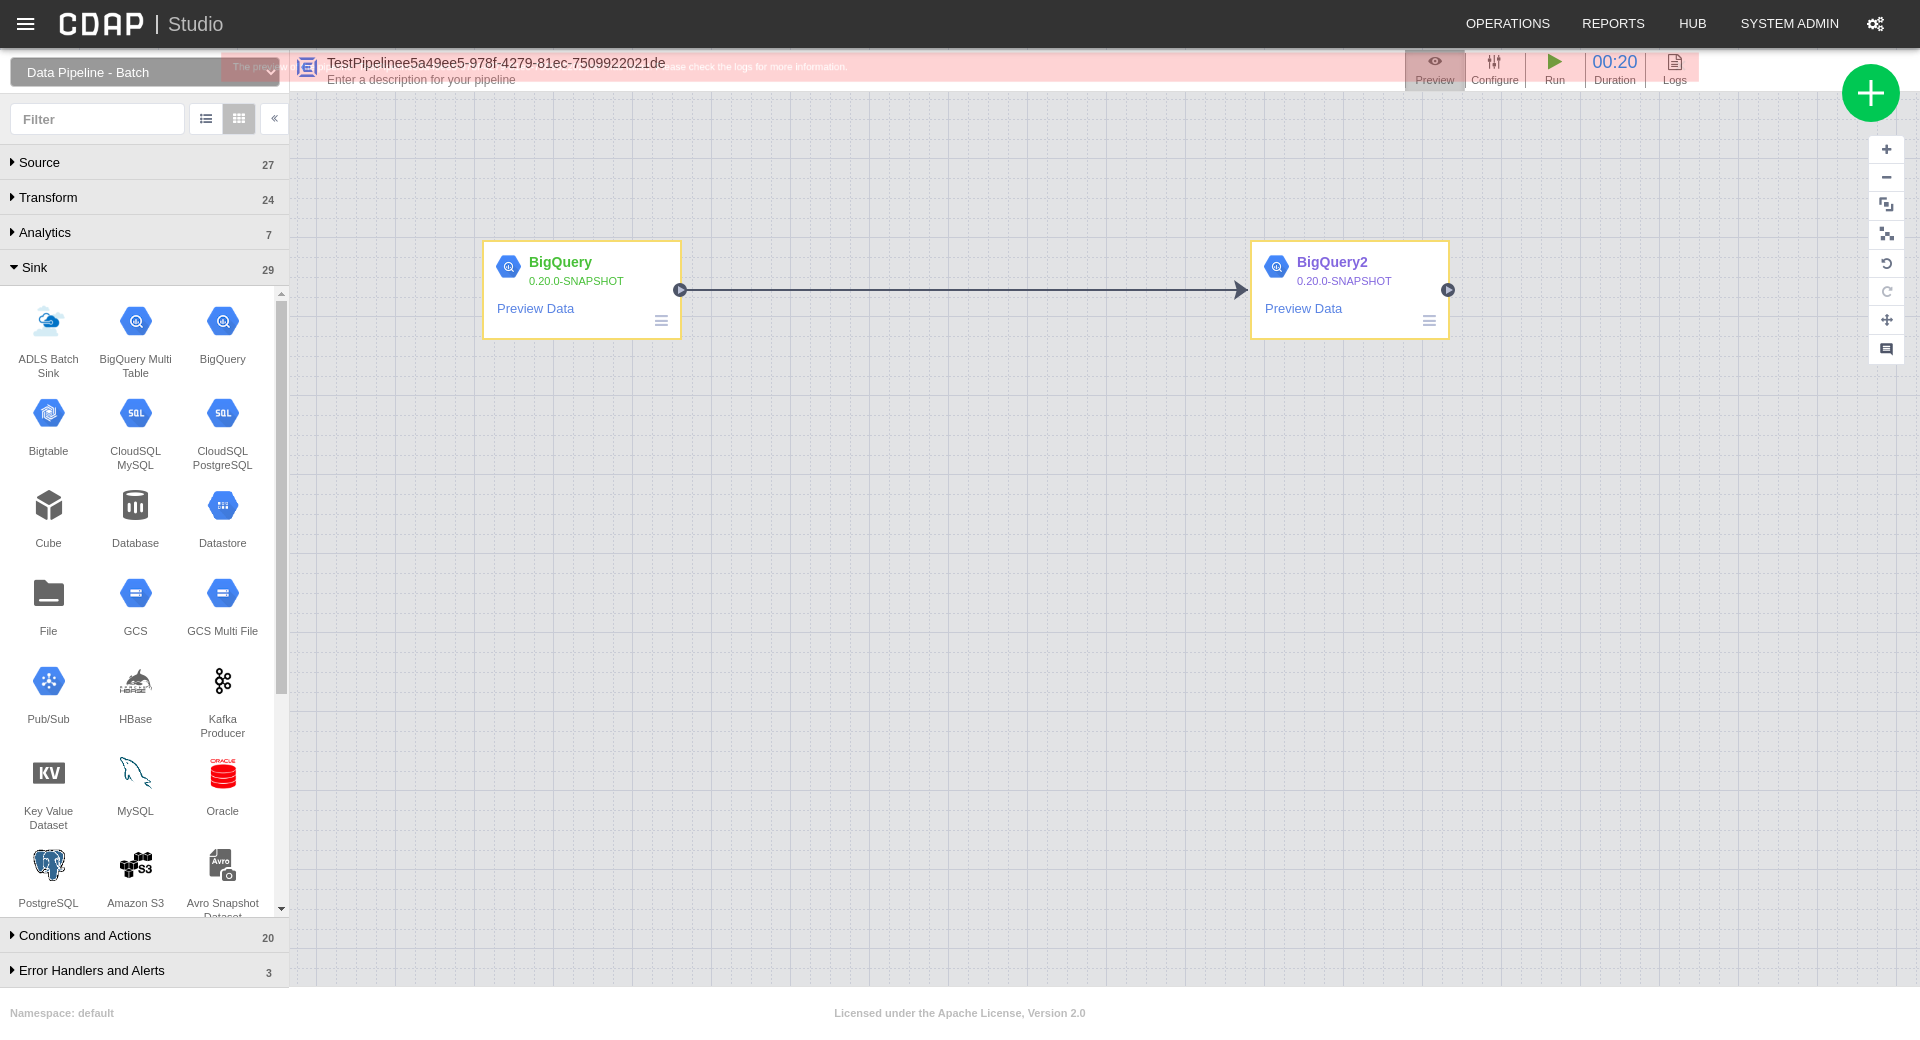 CDAP | Studio
OPERATIONS
REPORTS
HUB
SYSTEM ADMIN
Data Pipeline - Batch
The preview
TestPipelinee5a49ee5-978f-4279-81ec-7509922021de
check the logs for more information.
Enter a description for your pipeline
Preview
Configure
Run
00:20
Duration
Logs
Filter
Source
27
Transform
24
Analytics
7
Sink
29
ADLS Batch
Sink
BigQuery Multi
Table
BigQuery
Bigtable
SQL
CloudSQL
MySQL
SQL
CloudSQL
PostgreSQL
Cube
Database
Datastore
File
GCS
GCS Multi File
Pub/Sub
HBASE
HBase
Kafka
Producer
KV
Key Value
Dataset
MySQL
ORACLE
Oracle
PostgreSQL
S3
Amazon S3
Avro
Avro Snapshot
Dataset
Conditions and Actions
20
Error Handlers and Alerts
3
BigQuery
0.20.0-SNAPSHOT
Preview Data
BigQuery2
0.20.0-SNAPSHOT
Preview Data
Namespace: default
Licensed under the Apache License, Version 2.0